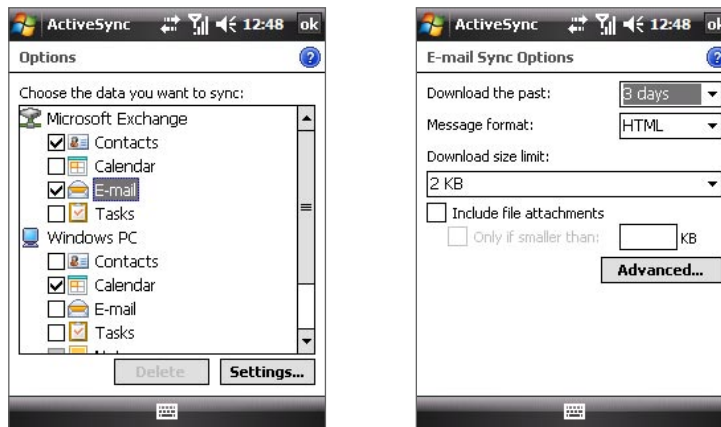 ActiveSync 12:48 ok
Options
Choose the data you want to sync:
Microsoft Exchange
Contacts
Calendar
E-mail
Tasks
Windows PC
Contacts
Calendar
E-mail
Tasks
Delete Settings...
ActiveSync 12:48 ok
E-mail Sync Options
Download the past: 3 days
Message format: HTML
Download size limit:
2 KB
Include file attachments
Only if smaller than: KB
Advanced...